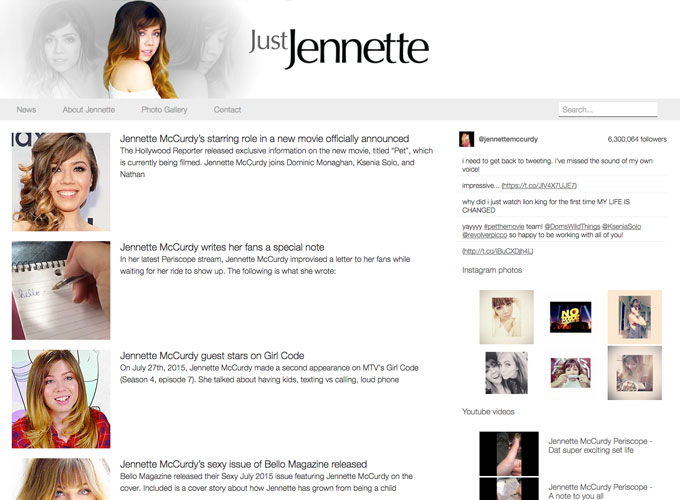 Just Jennette
News About Jennette Photo Gallery Contact Search...
Jennette McCurdy's starring role in a new movie officially announced
The Hollywood Reporter released exclusive information on the new movie, titled "Pet", which
is currently being filmed. Jennette McCurdy joins Dominic Monaghan, Ksenia Solo, and
Nathan
hello
Jennette McCurdy writes her fans a special note
In her latest Periscope stream, Jennette McCurdy improvised a letter to her fans while
waiting for her ride to show up. The following is what she wrote:
Jennette McCurdy guest stars on Girl Code
On July 27th, 2015, Jennette McCurdy made a second appearance on MTV's Girl Code
(Season 4, episode 7). She talked about having kids, texting vs calling, loud phone
Jennette McCurdy's sexy issue of Bello Magazine released
Bello Magazine released their Sexy July 2015 issue featuring Jennette McCurdy on the
cover. Included is a cover story about how Jennette has grown from being a child
@jennettemccurdy 6,300,064 followers
i need to get back to tweeting. i've missed the sound of my own
voice!
impressive... (https://t.co/JIV4X7UJE7)
why did i just watch lion king for the first time MY LIFE IS
CHANGED
yayyyy #petthemovie team! @DomsWildThings @KseniaSolo
@revolverpicco so happy to be working with all of you!
(http://t.co/iBuCXDjh4L)
Instagram photos
NO
Youtube videos
Jennette McCurdy Periscope -
Dat super exciting set life
Jennette McCurdy Periscope -
A note to you all